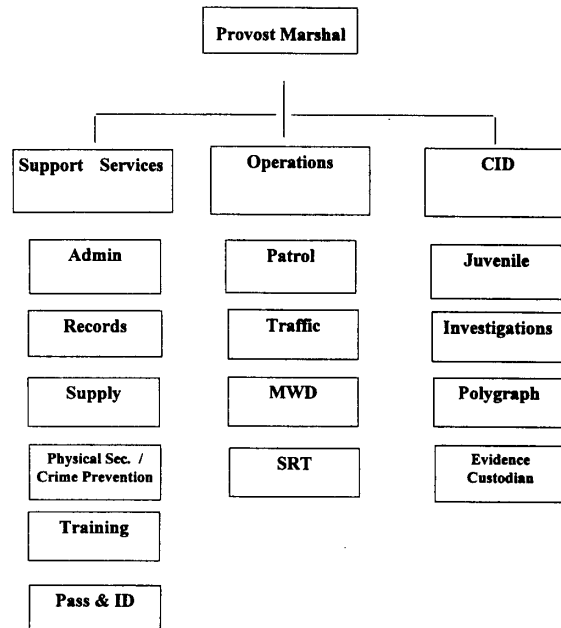 Provost Marshal
Support Services
Operations
CID
Admin
Patrol
Juvenile
Records
Traffic
Investigations
Supply
MWD
Polygraph
Physical Sec. /
Crime Prevention
SRT
Evidence
Custodian
Training
Pass & ID